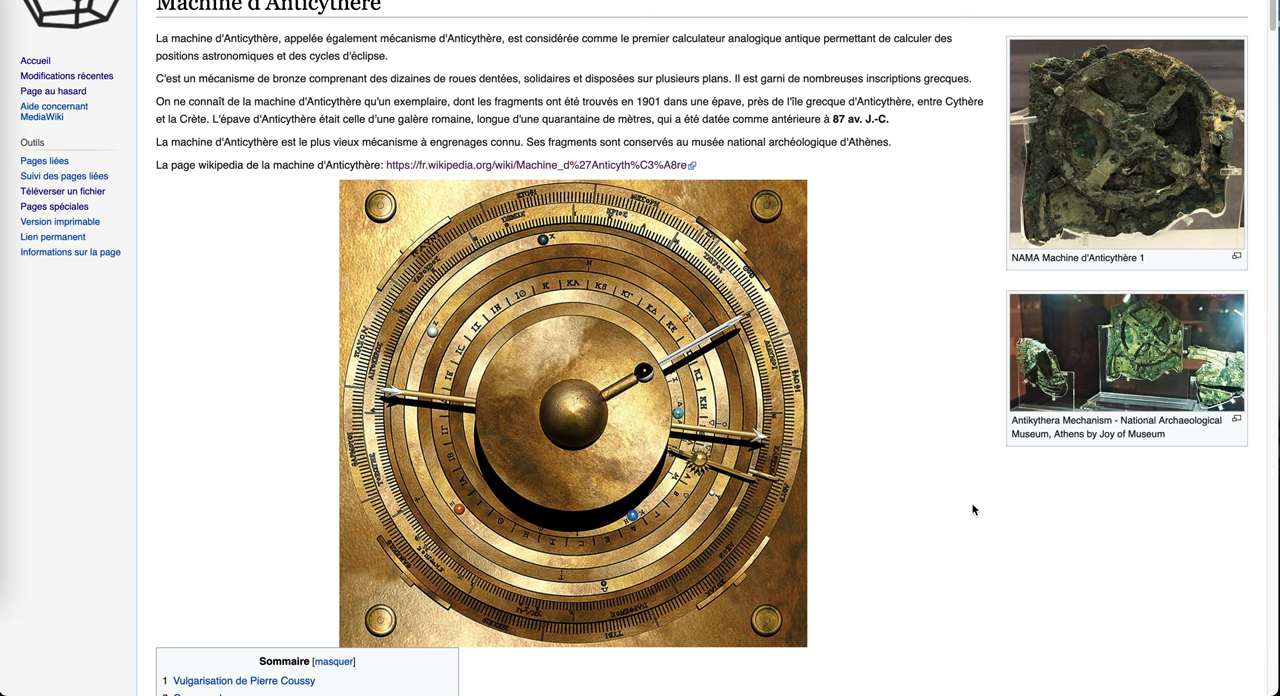 Machine d'Anticythère
Accueil
Modifications récentes
Page au hasard
Aide concernant
MediaWiki
Outils
Pages liées
Suivi des pages liées
Téléverser un fichier
Pages spéciales
Version imprimable
Lien permanent
Informations sur la page
La machine d'Anticythère, appelée également mécanisme d'Anticythère, est considérée comme le premier calculateur analogique antique permettant de calculer des
positions astronomiques et des cycles d'éclipse.
C'est un mécanisme de bronze comprenant des dizaines de roues dentées, solidaires et disposées sur plusieurs plans. Il est garni de nombreuses inscriptions grecques.
On ne connaît de la machine d'Anticythère qu'un exemplaire, dont les fragments ont été trouvés en 1901 dans une épave, près de l'île grecque d'Anticythère, entre Cythère
et la Crète. L'épave d'Anticythère était celle d'une galère romaine, longue d'une quarantaine de mètres, qui a été datée comme antérieure à 87 av. J.-C.
La machine d'Anticythère est le plus vieux mécanisme à engrenages connu. Ses fragments sont conservés au musée national archéologique d'Athènes.
La page wikipedia de la machine d'Anticythère: https://fr.wikipedia.org/wiki/Machine_d%27Anticyth%C3%A8re
NAMA Machine d'Anticythère 1
Antikythera Mechanism - National Archaeological
Museum, Athens by Joy of Museum
Sommaire [masquer]
1 Vulgarisation de Pierre Coussy